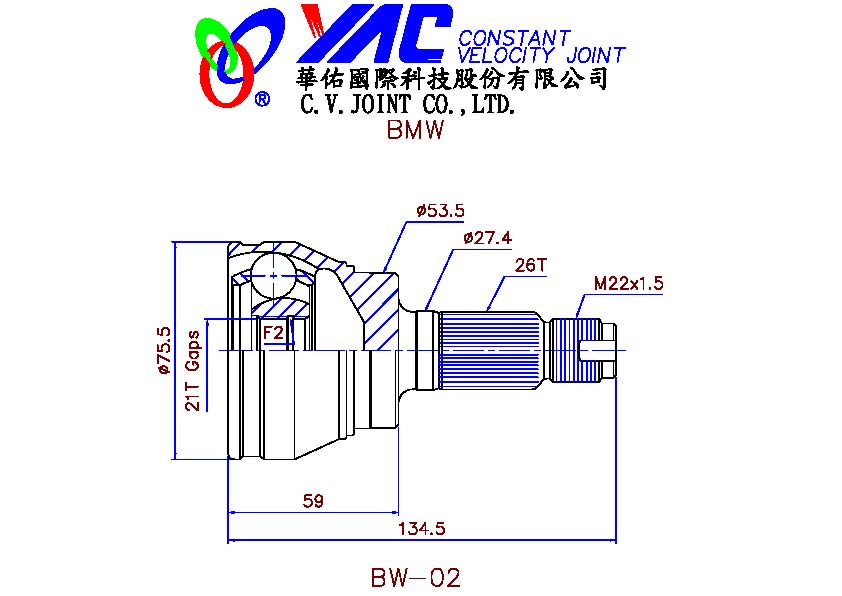 YAC CONSTANT
VELOCITY JOINT
華佑國際科技股份有限公司
®
C.V.JOINT CO.,LTD.
BMW
ø53.5
ø27.4
26T
M22x1.5
F2
ø75.5
21T Gaps
59
134.5
BW-02